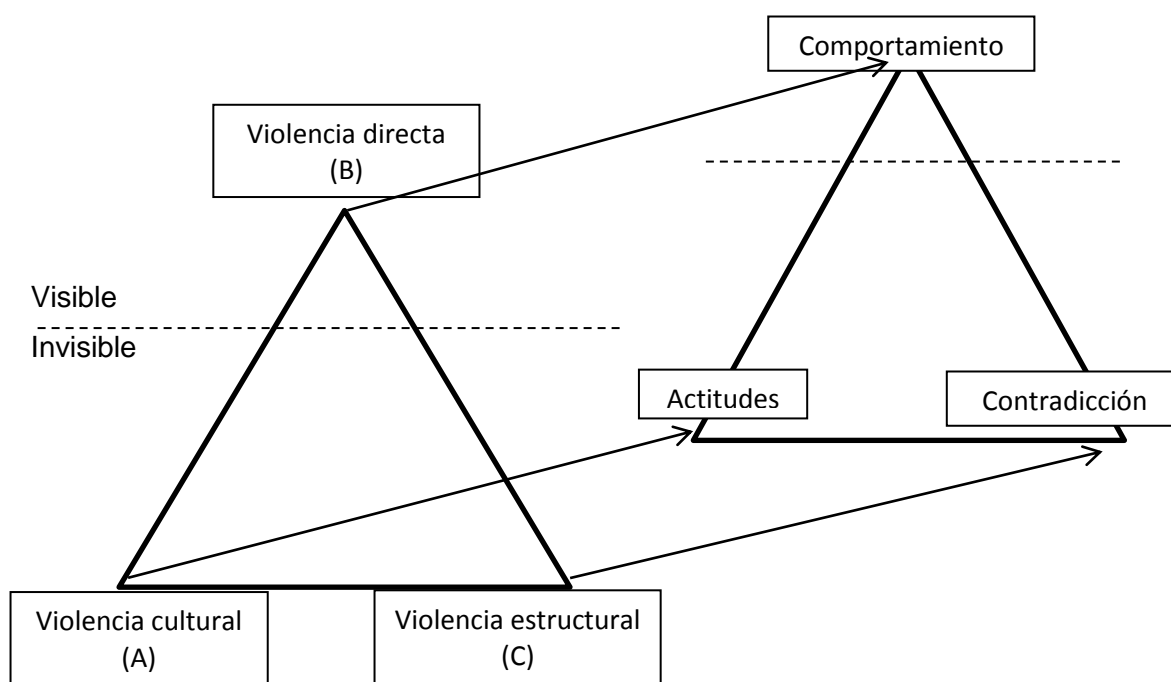 Comportamiento
Violencia directa
(B)
Visible
Invisible
Actitudes
Contradicción
Violencia cultural
(A)
Violencia estructural
(C)